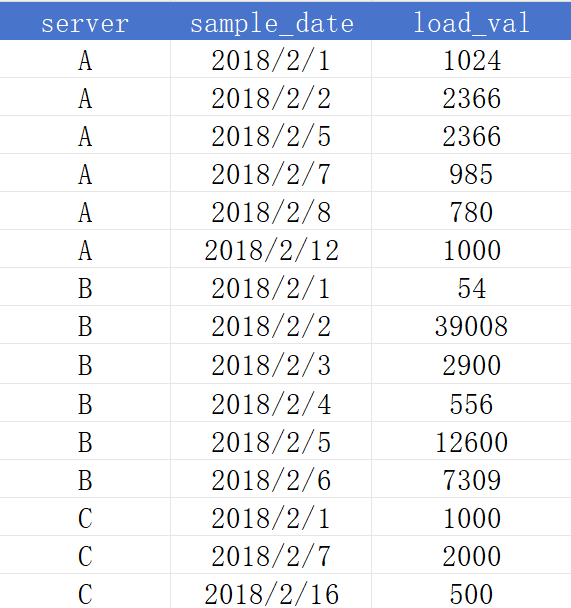 server sample_date load_val
A 2018/2/1 1024
A 2018/2/2 2366
A 2018/2/5 2366
A 2018/2/7 985
A 2018/2/8 780
A 2018/2/12 1000
B 2018/2/1 54
B 2018/2/2 39008
B 2018/2/3 2900
B 2018/2/4 556
B 2018/2/5 12600
B 2018/2/6 7309
C 2018/2/1 1000
C 2018/2/7 2000
C 2018/2/16 500